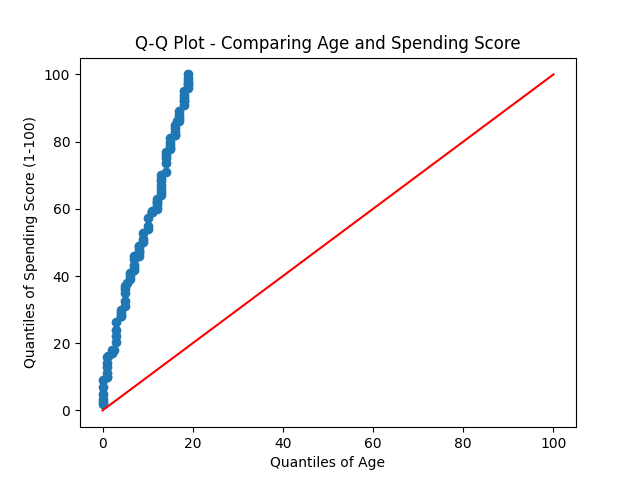 Q-Q Plot - Comparing Age and Spending Score
Quantiles of Spending Score (1-100)
100
80
60
40
20
0
0 20 40 60 80 100
Quantiles of Age